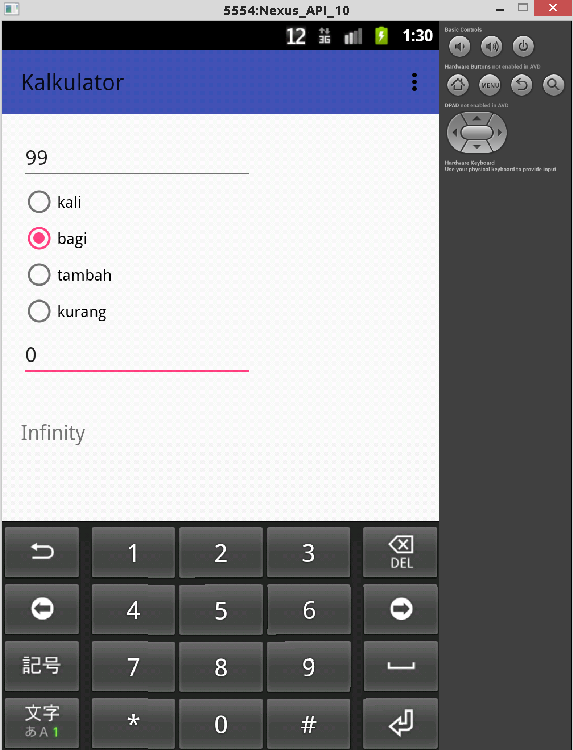 5554:Nexus_API_10
12 3G 1:30
Kalkulator
99
kali
bagi
tambah
kurang
0
Infinity
1 2 3 DEL
4 5 6
記号 7 8 9
文字 あA1 * 0 #
Basic Controls
Hardware Buttons not enabled in AVD
MENU
DPAD not enabled in AVD
Hardware Keyboard
Use your physical keyboard to provide input